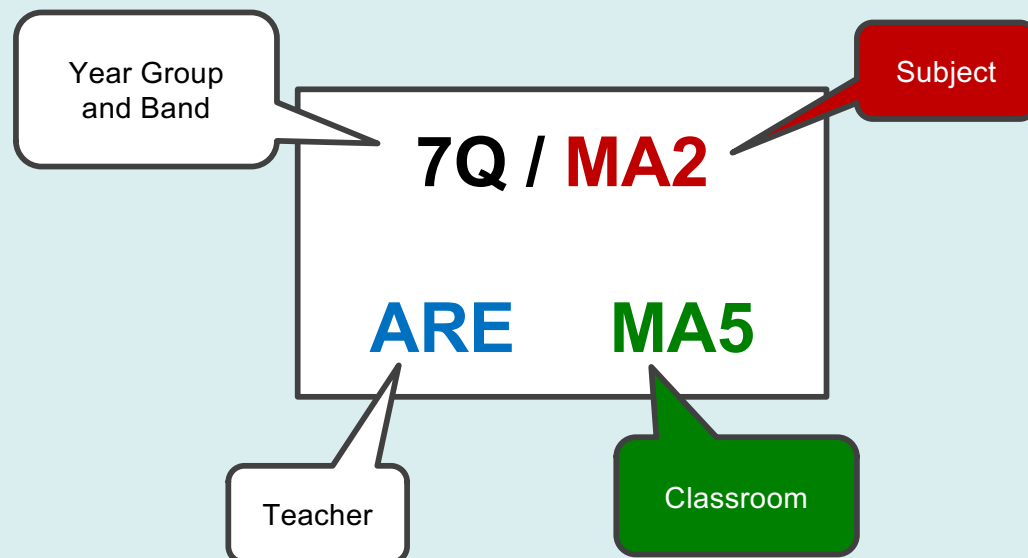 Year Group
and Band
Subject
7Q / MA2
ARE MA5
Teacher
Classroom